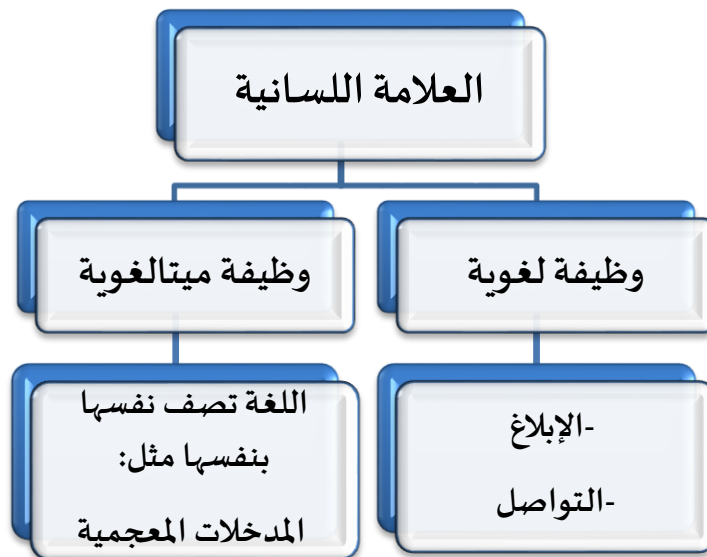 العلامة اللسانية
وظيفة لغوية
وظيفة ميتالغوية
-الإبلاغ
-التواصل
اللغة تصف نفسها
بنفسها مثل:
المدخلات المعجمية